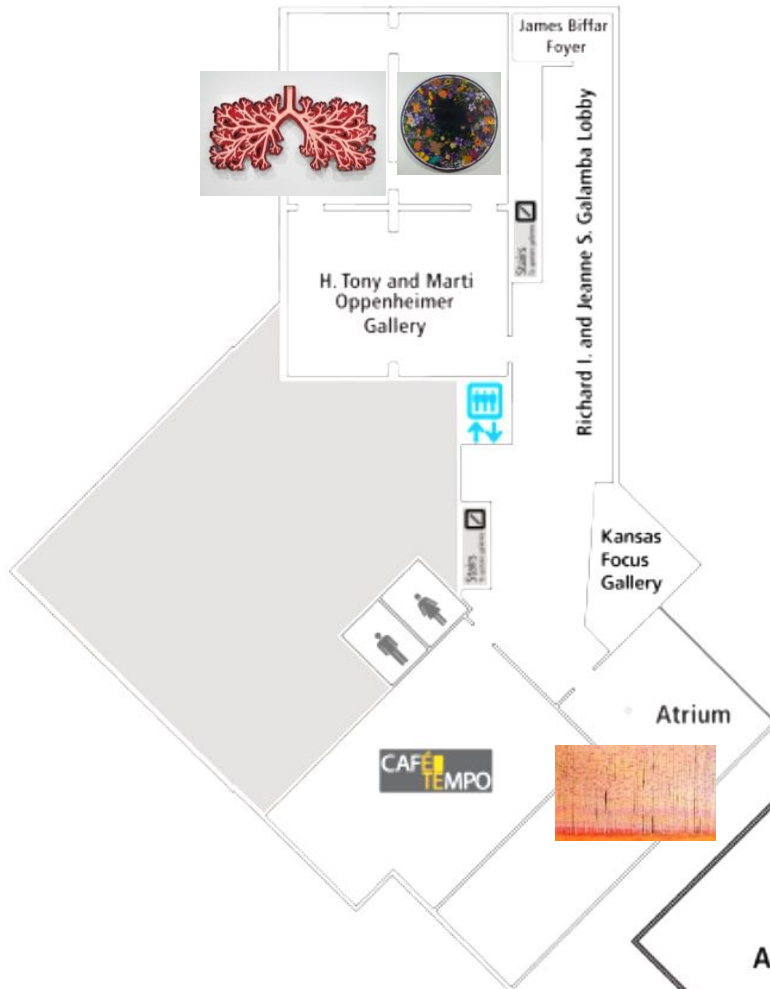 James Biffar
Foyer
Richard I. and Jeanne S. Galamba Lobby
Stairs
H. Tony and Marti
Oppenheimer
Gallery
Stairs
Kansas
Focus
Gallery
Atrium
CAFÉ
TEMPO
A